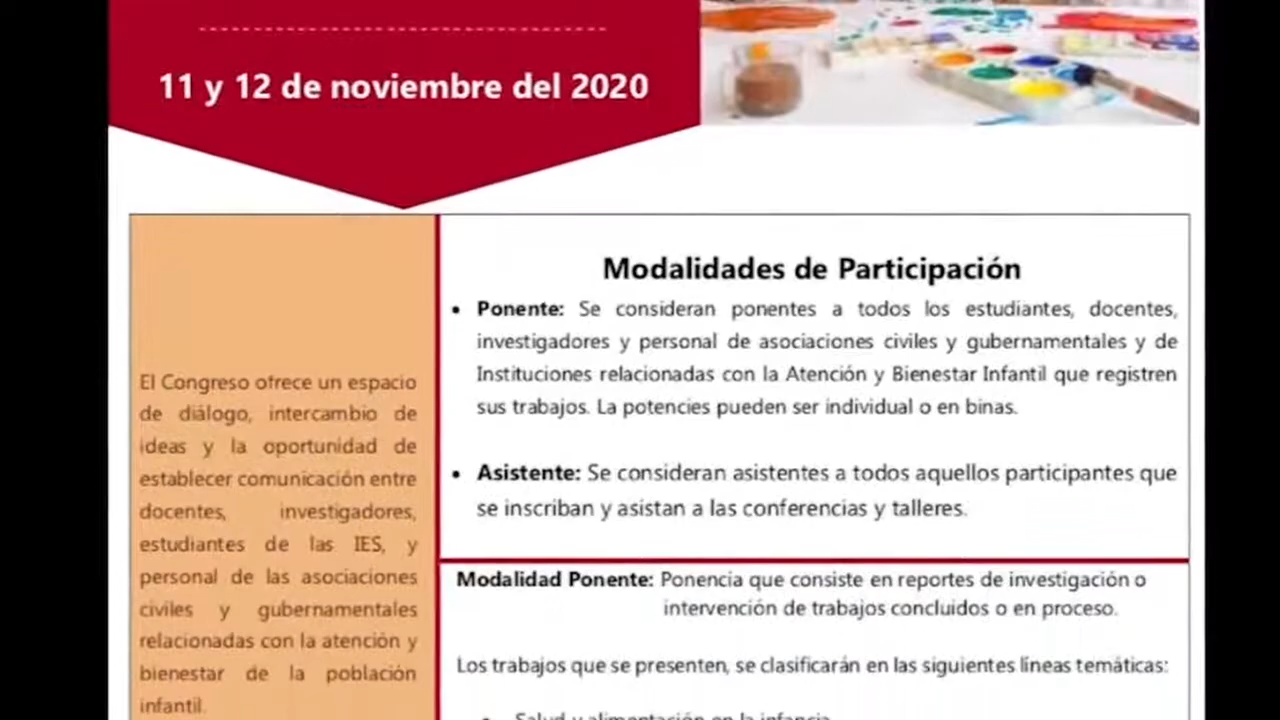 11 y 12 de noviembre del 2020
El Congreso ofrece un espacio
de diálogo, intercambio de
ideas y la oportunidad de
establecer comunicación entre
docentes, investigadores,
estudiantes de las IES, y
personal de las asociaciones
civiles y gubernamentales
relacionadas con la atención y
bienestar de la población
infantil.
Modalidades de Participación
• Ponente: Se consideran ponentes a todos los estudiantes, docentes,
investigadores y personal de asociaciones civiles y gubernamentales y de
Instituciones relacionadas con la Atención y Bienestar Infantil que registren
sus trabajos. La potencies pueden ser individual o en binas.
• Asistente: Se consideran asistentes a todos aquellos participantes que
se inscriban y asistan a las conferencias y talleres.
Modalidad Ponente: Ponencia que consiste en reportes de investigación o
intervención de trabajos concluidos o en proceso.
Los trabajos que se presenten, se clasificarán en las siguientes líneas temáticas:
• Salud y alimentación en la infancia